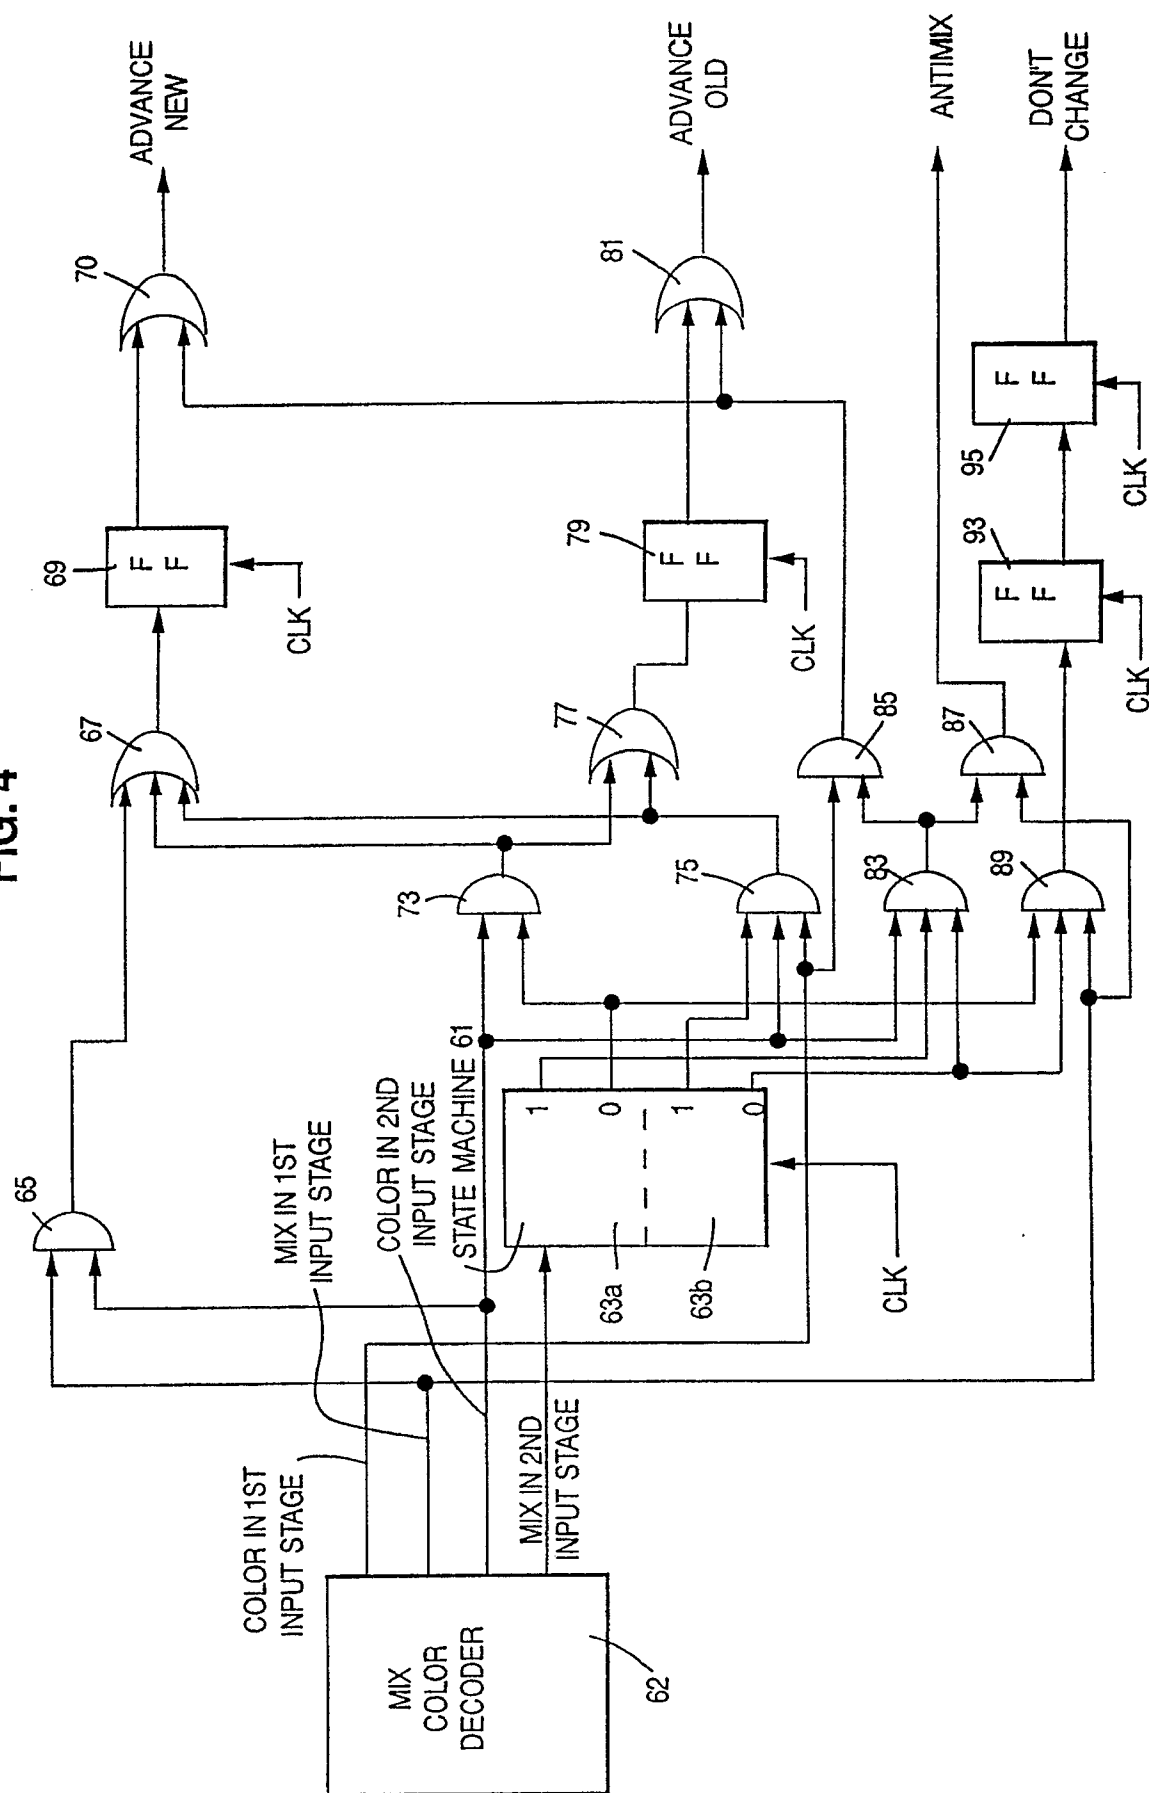 FIG. 4
ADVANCE
NEW
ADVANCE
OLD
ANTIMIX
DON'T
CHANGE
70
81
69
F F
F F
CLK
79
F F
F F
CLK
95
F F
F F
CLK
93
F F
F F
CLK
67
77
85
87
65
73
75
83
89
MIX IN 1ST
INPUT STAGE
COLOR IN 2ND
INPUT STAGE
STATE MACHINE 61
1
0
1
0
63a
63b
CLK
COLOR IN 1ST
INPUT STAGE
MIX IN 2ND
INPUT STAGE
MIX
COLOR
DECODER
62